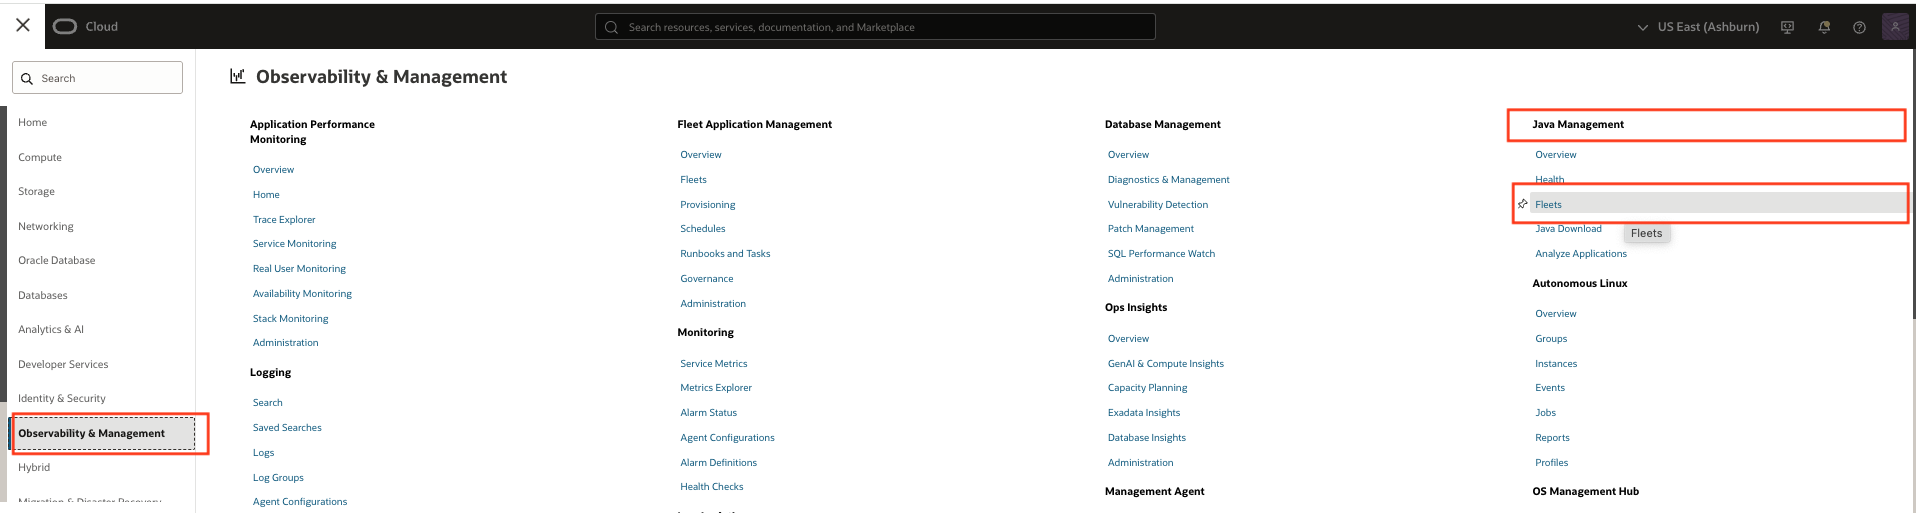 Cloud
Search resources, services, documentation, and Marketplace
US East (Ashburn)
Search
Home
Compute
Storage
Networking
Oracle Database
Databases
Analytics & AI
Developer Services
Identity & Security
Observability & Management
Hybrid
Migration & Disaster Recovery
Observability & Management
Application Performance
Monitoring
Overview
Home
Trace Explorer
Service Monitoring
Real User Monitoring
Availability Monitoring
Stack Monitoring
Administration
Logging
Search
Saved Searches
Logs
Log Groups
Agent Configurations
Fleet Application Management
Overview
Fleets
Provisioning
Schedules
Runbooks and Tasks
Governance
Administration
Monitoring
Service Metrics
Metrics Explorer
Alarm Status
Agent Configurations
Alarm Definitions
Health Checks
Database Management
Overview
Diagnostics & Management
Vulnerability Detection
Patch Management
SQL Performance Watch
Administration
Ops Insights
Overview
GenAI & Compute Insights
Capacity Planning
Exadata Insights
Database Insights
Administration
Management Agent
Java Management
Overview
Health
Fleets
Java Download
Fleets
Analyze Applications
Autonomous Linux
Overview
Groups
Instances
Events
Jobs
Reports
Profiles
OS Management Hub